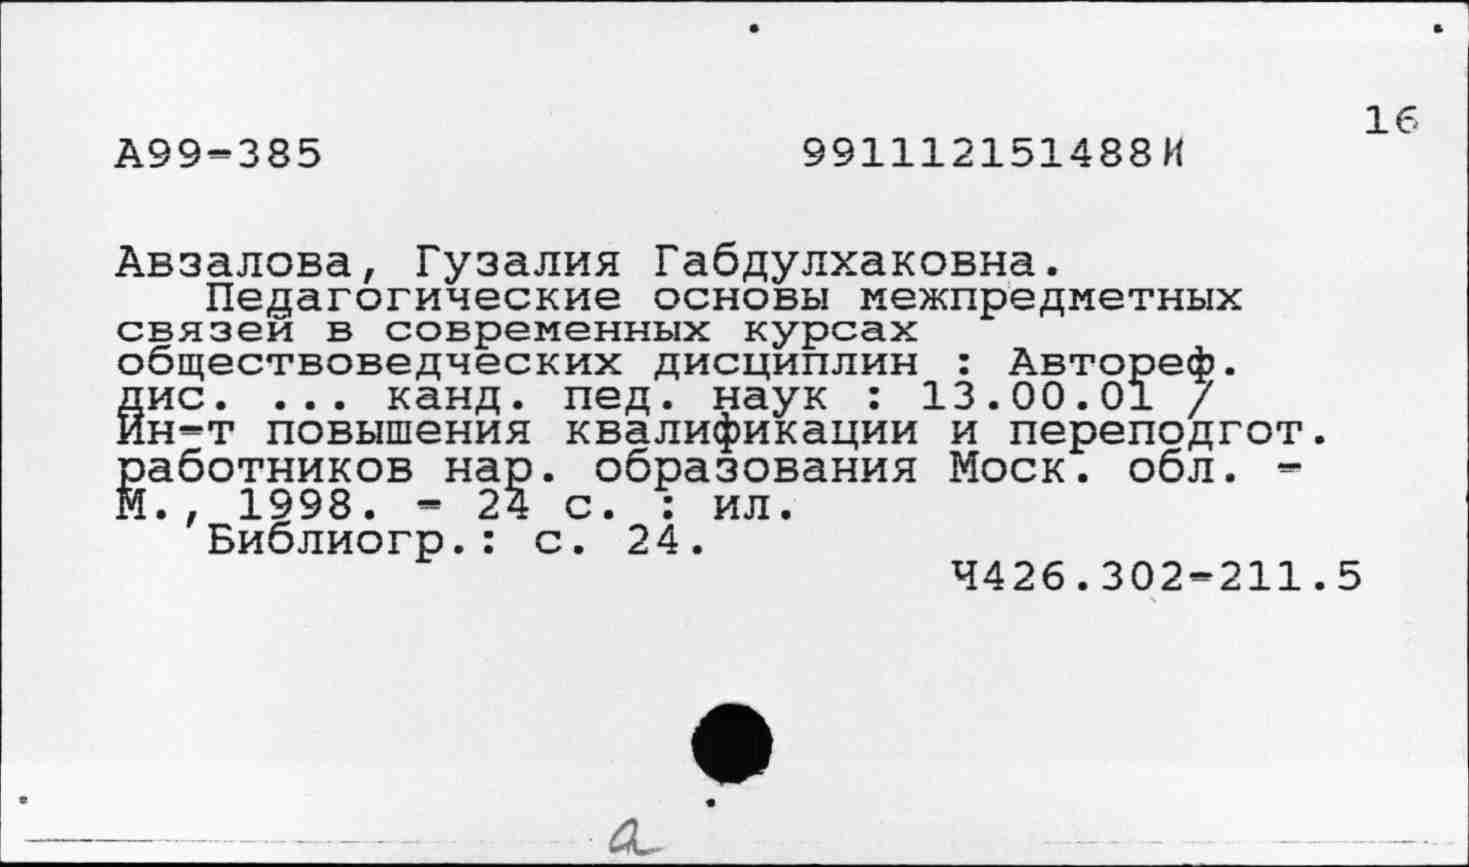 16
А99-385 991112151488И
Авзалова, Гузалия Габдулхаковна.
Педагогические основы межпредметных
связей в современных курсах
обществоведческих дисциплин : Автореф.
дис. ... канд. пед. наук : 13.00.01 /
Ин-т повышения квалификации и переподгот.
работников нар. образования Моск. обл. -
М., 1998. - 24 с. : ил.
Библиогр.: с. 24.
Ч426.302-211.5
а